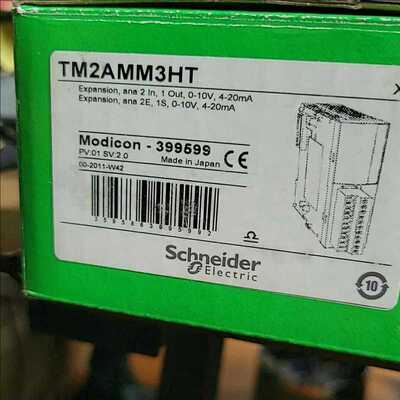 TM2AMM3HT
Expansion, ana 2 In, 1 Out, 0-10V, 4-20mA
Expansion, ana 2E, 1S, 0-10V, 4-20mA
Modicon - 399599
PV:01 SV:2.0
Made in Japan
CE
00-2011-W42
Schneider
Electric
10